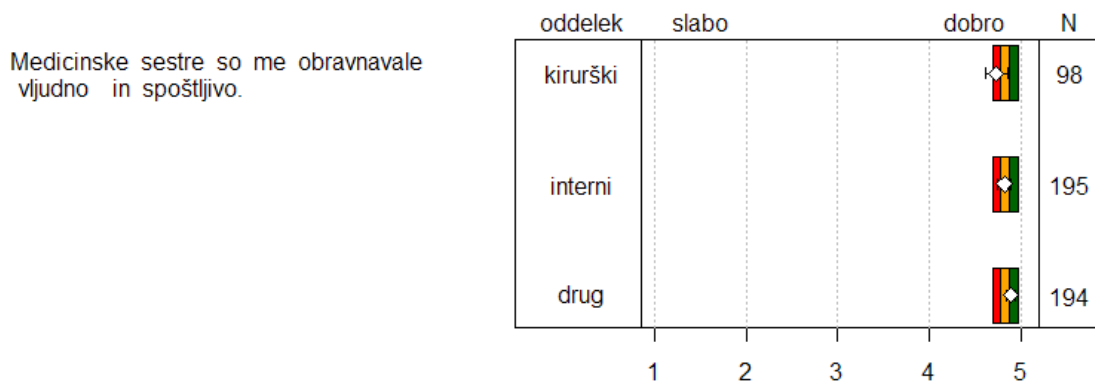 oddelek slabo dobro N
Medicinske sestre so me obravnavale
vljudno in spoštljivo.
kirurški 98
interni 195
drug 194
1 2 3 4 5